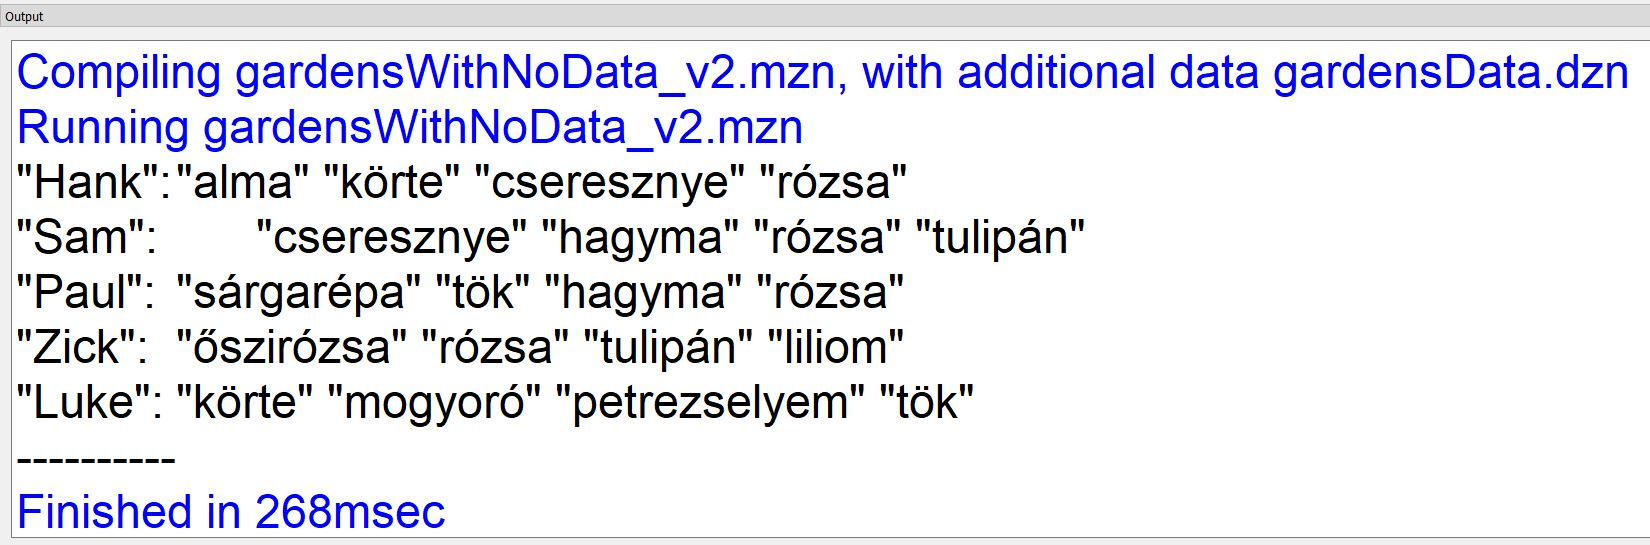 Output
Compiling gardensWithNoData_v2.mzn, with additional data gardensData.dzn
Running gardensWithNoData_v2.mzn
"Hank": "alma" "körte" "cseresznye" "rózsa"
"Sam": "cseresznye" "hagyma" "rózsa" "tulipán"
"Paul": "sárgarépa" "tök" "hagyma" "rózsa"
"Zick": "őszirózsa" "rózsa" "tulipán" "liliom"
"Luke": "körte" "mogyoró" "petrezselyem" "tök"
----------
Finished in 268msec